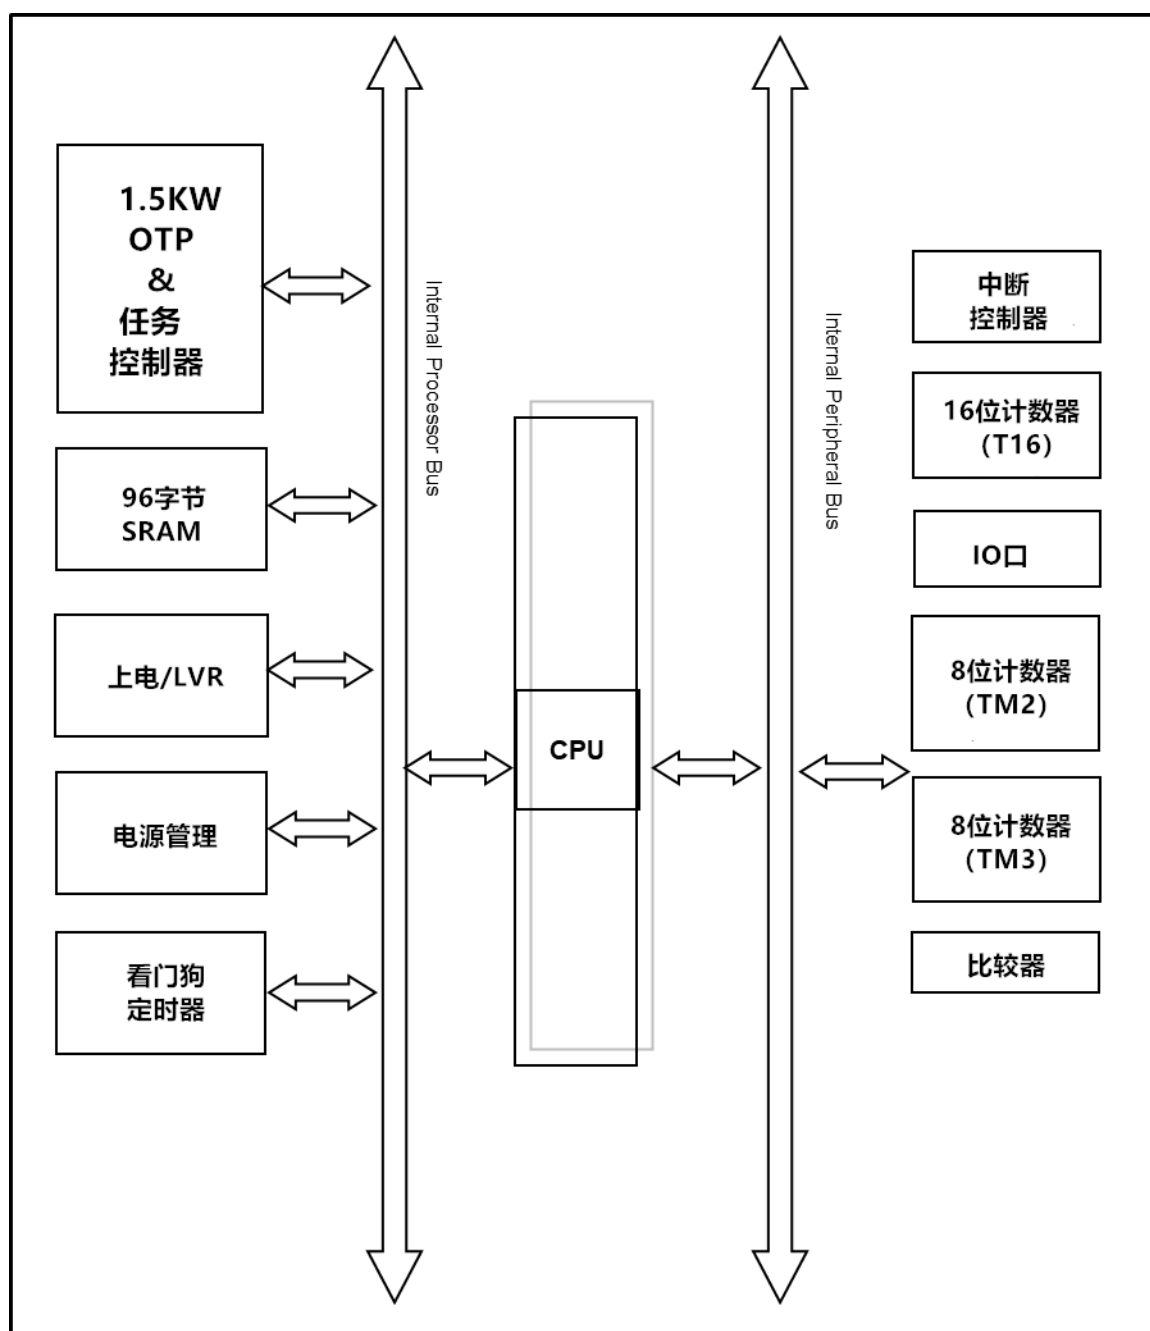 1.5KW
OTP
&
任务
控制器
96字节
SRAM
上电/LVR
电源管理
看门狗
定时器
Internal Processor Bus
CPU
Internal Peripheral Bus
中断
控制器
16位计数器
（T16）
IO口
8位计数器
（TM2）
8位计数器
（TM3）
比较器